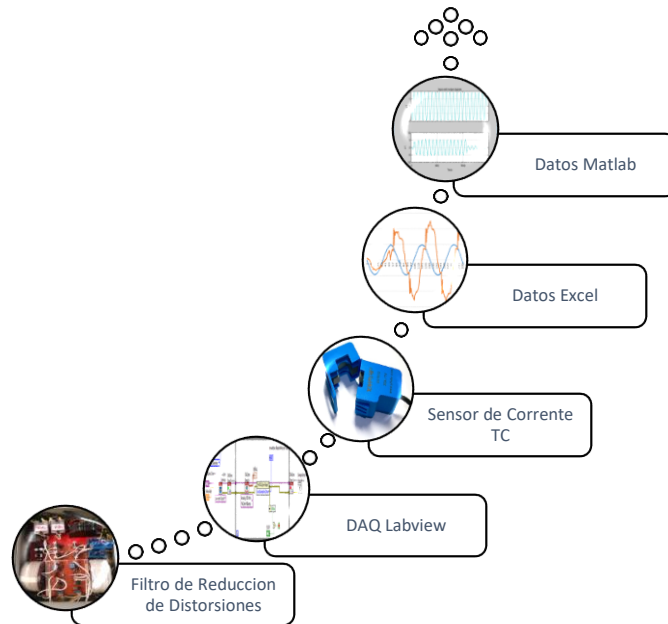 Datos Matlab
Datos Excel
Sensor de Corrente
TC
DAQ Labview
Filtro de Reduccion
de Distorsiones